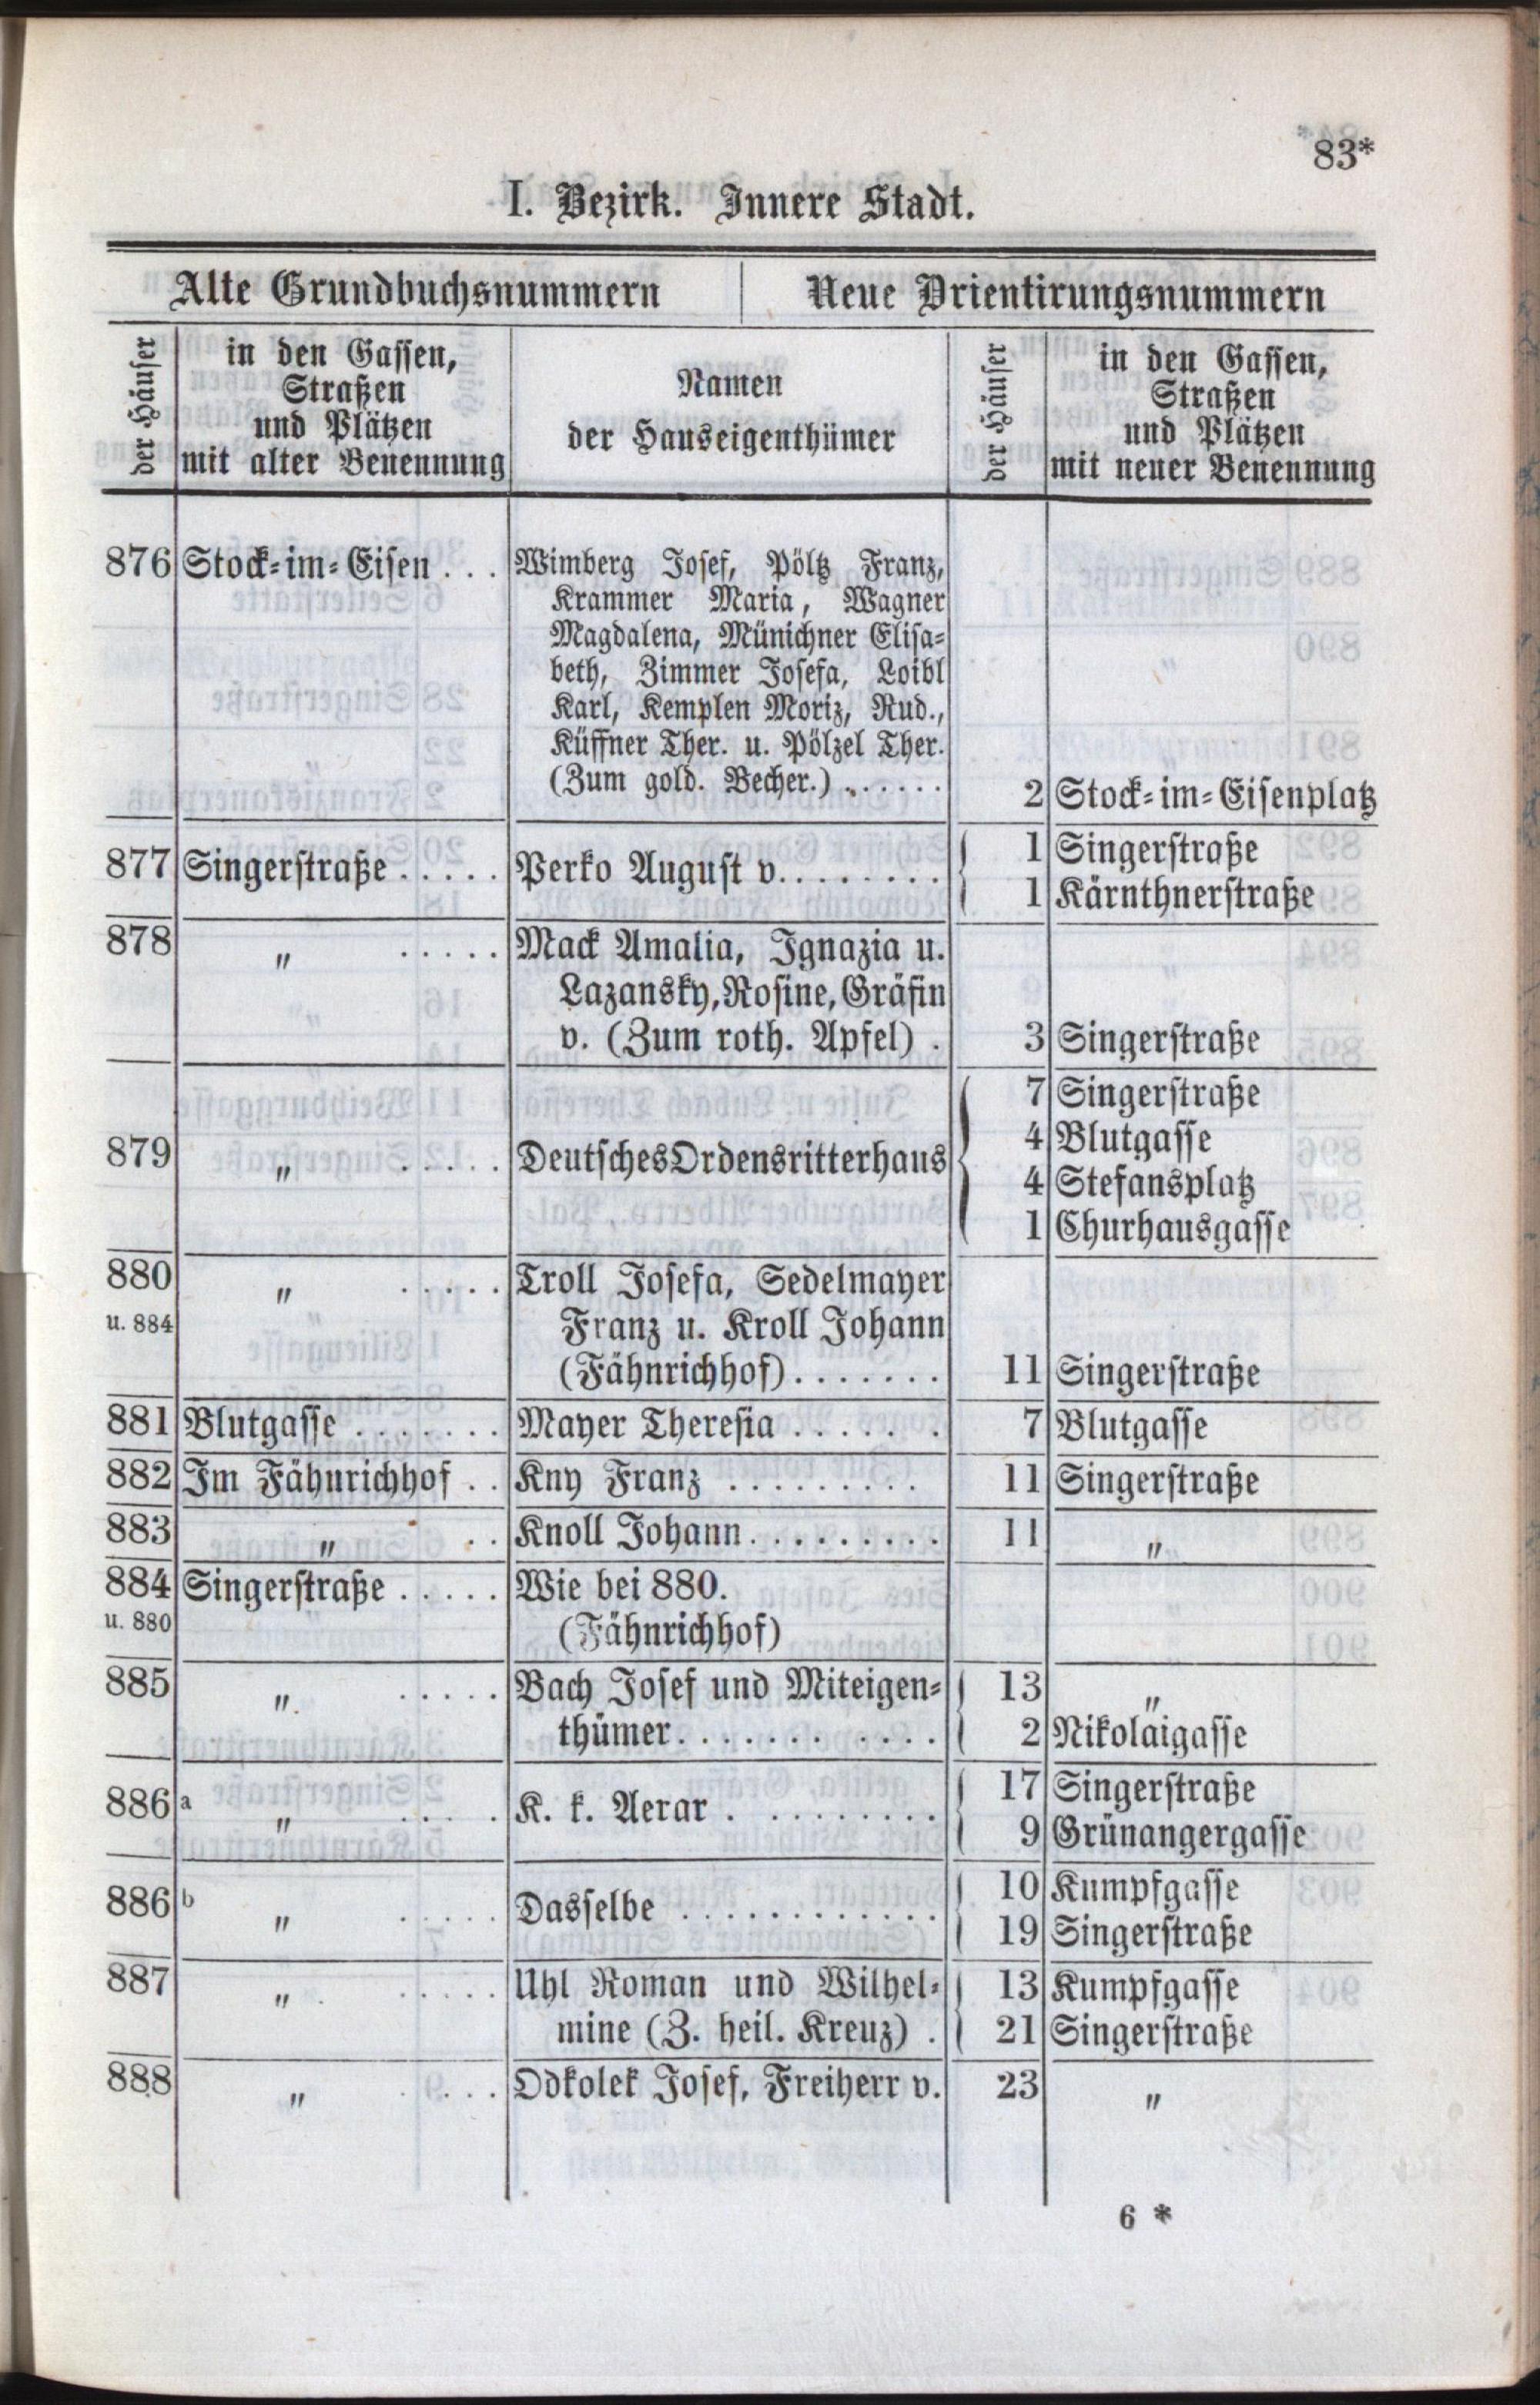 83*
I. Bezirk. Innere Stadt.
Alte Grundbuchsnummern Neue Orientirungsnummern
der Häuser
in den Gassen,
Straßen
und Plätzen
mit alter Benennung
Namen
der Hauseigenthümer
der Häuser
in den Gassen,
Straßen
und Plätzen
mit neuer Benennung
876 Stock-im-Eisen . . . Wimberg Josef, Pöltz Franz,
Krammer Maria, Wagner
Magdalena, Münichner Elisa-
beth, Zimmer Josefa, Loibl
Karl, Kemplen Moriz, Rud.,
Küffner Ther. u. Pölzel Ther.
(Zum gold. Becher.) . . . . . . 2 Stock-im-Eisenplatz
877 Singerstraße . . . . . Perko August v. . . . . . . . { 1 Singerstraße
1 Kärnthnerstraße
878 „ . . . . . Mack Amalia, Ignazia u.
Lazansky, Rosine, Gräfin
v. (Zum roth. Apfel) . 3 Singerstraße
7 Singerstraße
4 Blutgasse
879 „ . . . . . Deutsches Ordensritterhaus {
4 Stefansplatz
1 Churhausgasse
880 „ . . . . . Troll Josefa, Sedelmayer
u. 884 Franz u. Kroll Johann
(Fähnrichhof) . . . . . . . 11 Singerstraße
881 Blutgasse . . . . . . . Mayer Theresia . . . . . . 7 Blutgasse
882 Im Fähnrichhof . . Kny Franz . . . . . . . . . 11 Singerstraße
883 „ . . Knoll Johann . . . . . . . . . 11 „
884 Singerstraße . . . . . Wie bei 880.
u. 880 (Fähnrichhof)
885 „ . . . . . Bach Josef und Miteigen- { 13 „
thümer . . . . . . . . . . . . 2 Nikolaigasse
886 a „ . . . . K. k. Aerar . . . . . . . . . { 17 Singerstraße
9 Grünangergasse
886 b „ . . . . . Dasselbe . . . . . . . . . . . . { 10 Kumpfgasse
19 Singerstraße
887 „ . . . . . Uhl Roman und Wilhel- { 13 Kumpfgasse
mine (Z. heil. Kreuz) . 21 Singerstraße
888 „ . . . . Odkolek Josef, Freiherr v. 23 „
6 *